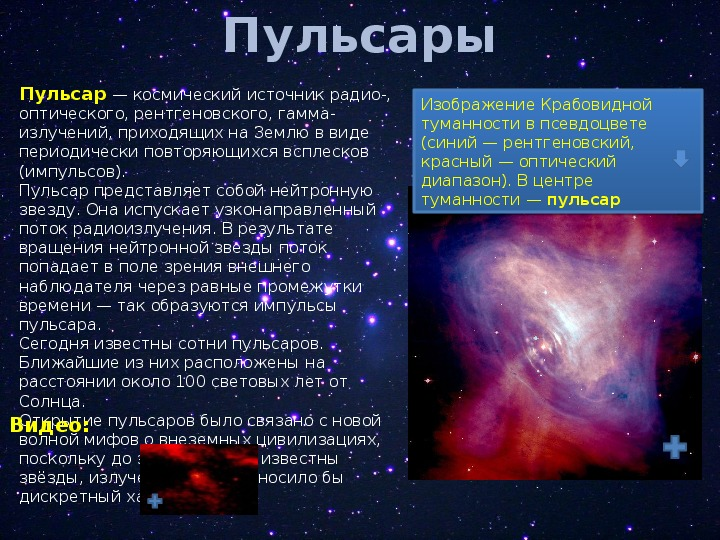 Пульсары
Пульсар — космический источник радио-,
оптического, рентгеновского, гамма-
излучений, приходящих на Землю в виде
периодически повторяющихся всплесков
(импульсов).
Пульсар представляет собой нейтронную
звезду. Она испускает узконаправленный
поток радиоизлучения. В результате
вращения нейтронной звезды поток
попадает в поле зрения внешнего
наблюдателя через равные промежутки
времени — так образуются импульсы
пульсара.
Сегодня известны сотни пульсаров.
Ближайшие из них расположены на
расстоянии около 100 световых лет от
Солнца.
Открытие пульсаров было связано с новой
волной мифов о внеземных цивилизациях,
поскольку до известны
звёзды, носило бы
дискретный
Видео:
Изображение Крабовидной
туманности в псевдоцвете
(синий — рентгеновский,
красный — оптический
диапазон). В центре
туманности — пульсар